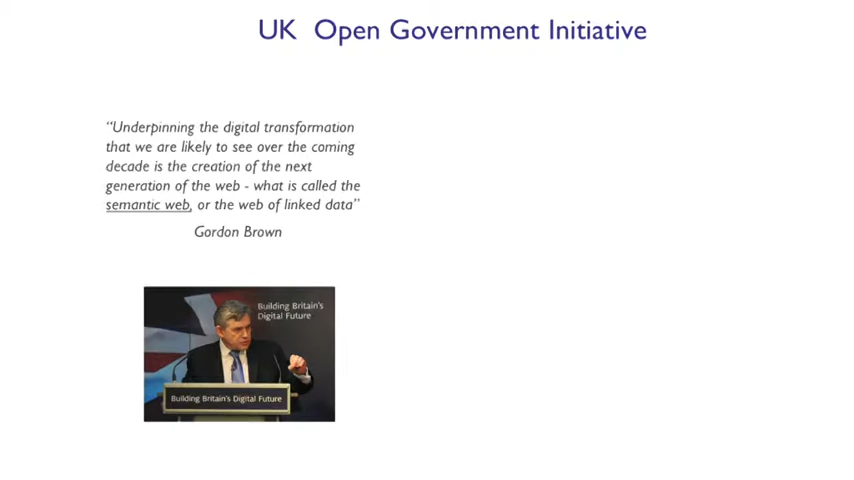 UK Open Government Initiative
“Underpinning the digital transformation
that we are likely to see over the coming
decade is the creation of the next
generation of the web - what is called the
semantic web, or the web of linked data”
Gordon Brown
Building Britain's
Digital Future
Building Britain's Digital Future